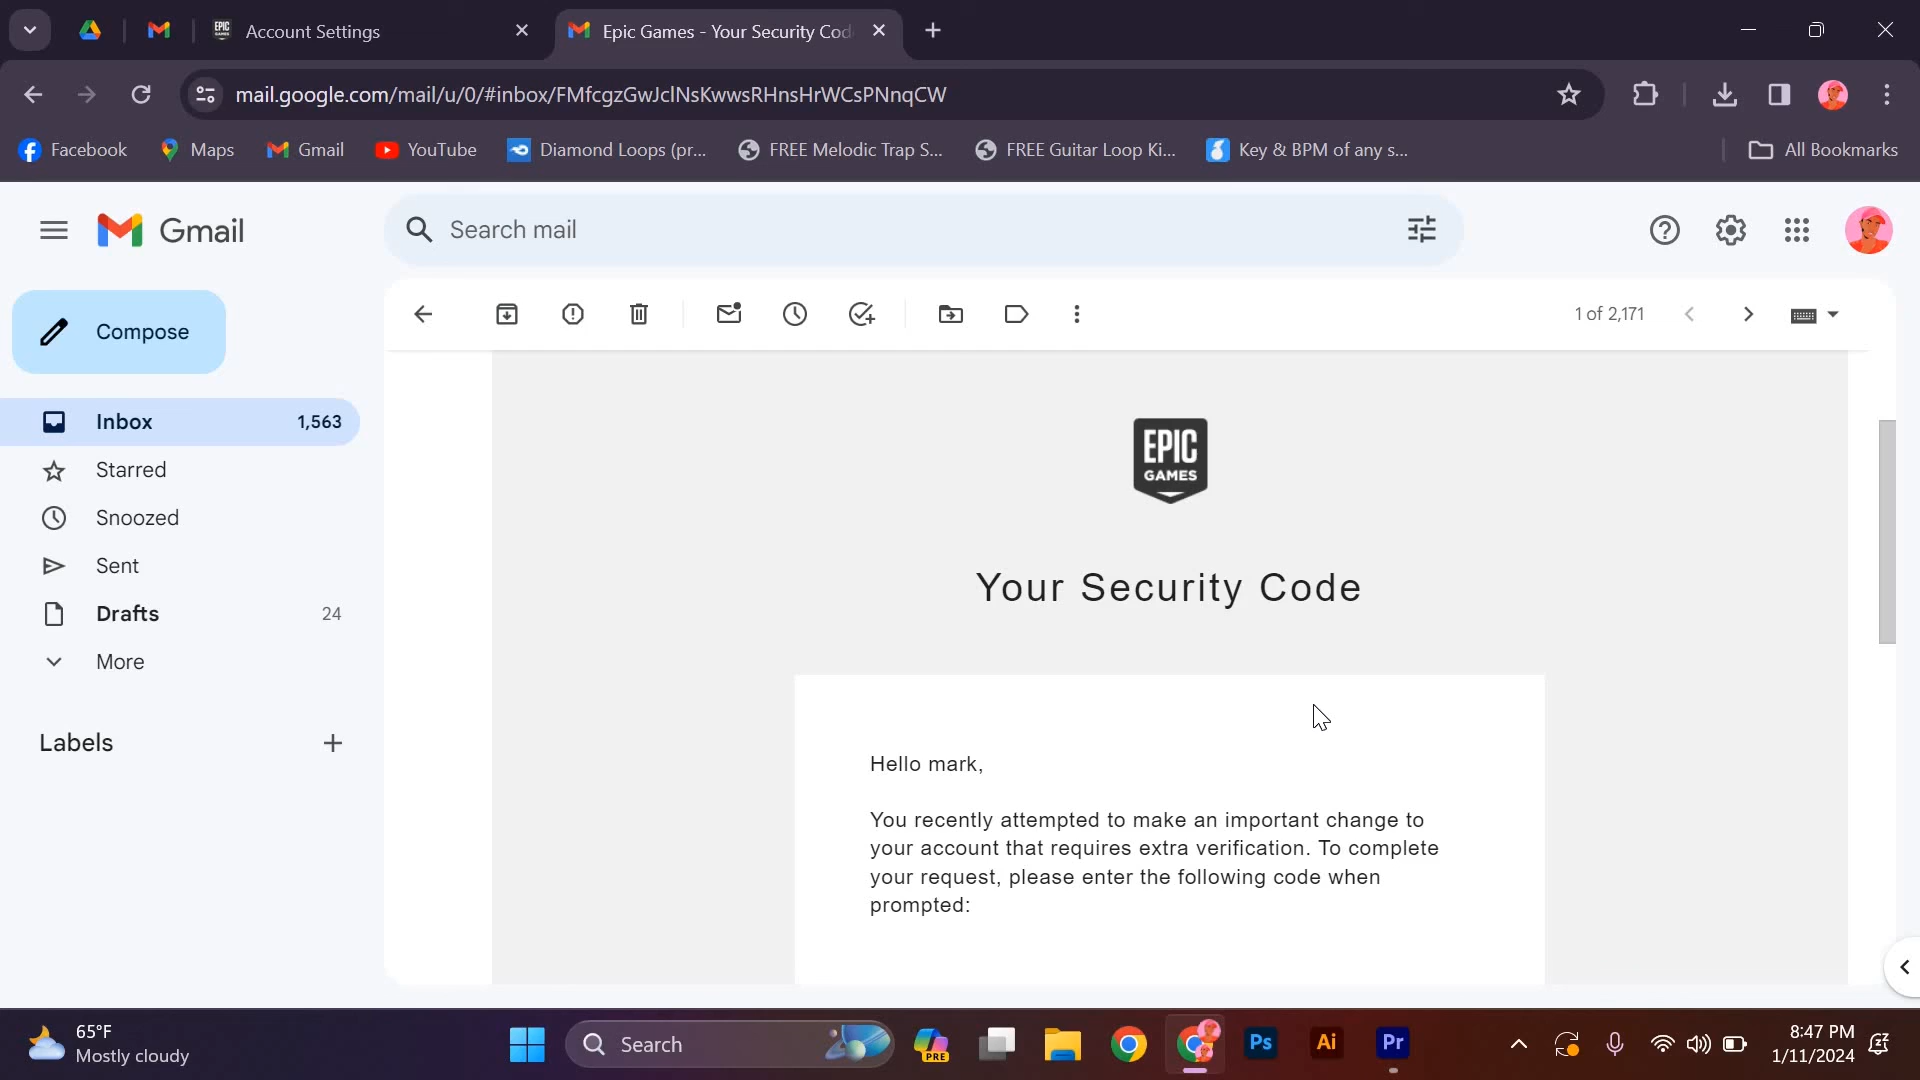 Account Settings
Epic Games - Your Security Cod
mail.google.com/mail/u/0/#inbox/FMfcgzGwJclNsKwwsRHnsHrWCsPNnqCW
Facebook
Maps
Gmail
YouTube
Diamond Loops (pr...
FREE Melodic Trap S...
FREE Guitar Loop Ki...
Key & BPM of any s...
All Bookmarks
Gmail
Search mail
Compose
1 of 2,171
Inbox 1,563
Starred
Snoozed
Sent
Drafts 24
More
Labels
EPIC
GAMES
Your Security Code
Hello mark,
You recently attempted to make an important change to
your account that requires extra verification. To complete
your request, please enter the following code when
prompted:
65°F
Mostly cloudy
Search
PRE
Ps
Ai
Pr
8:47 PM
1/11/2024